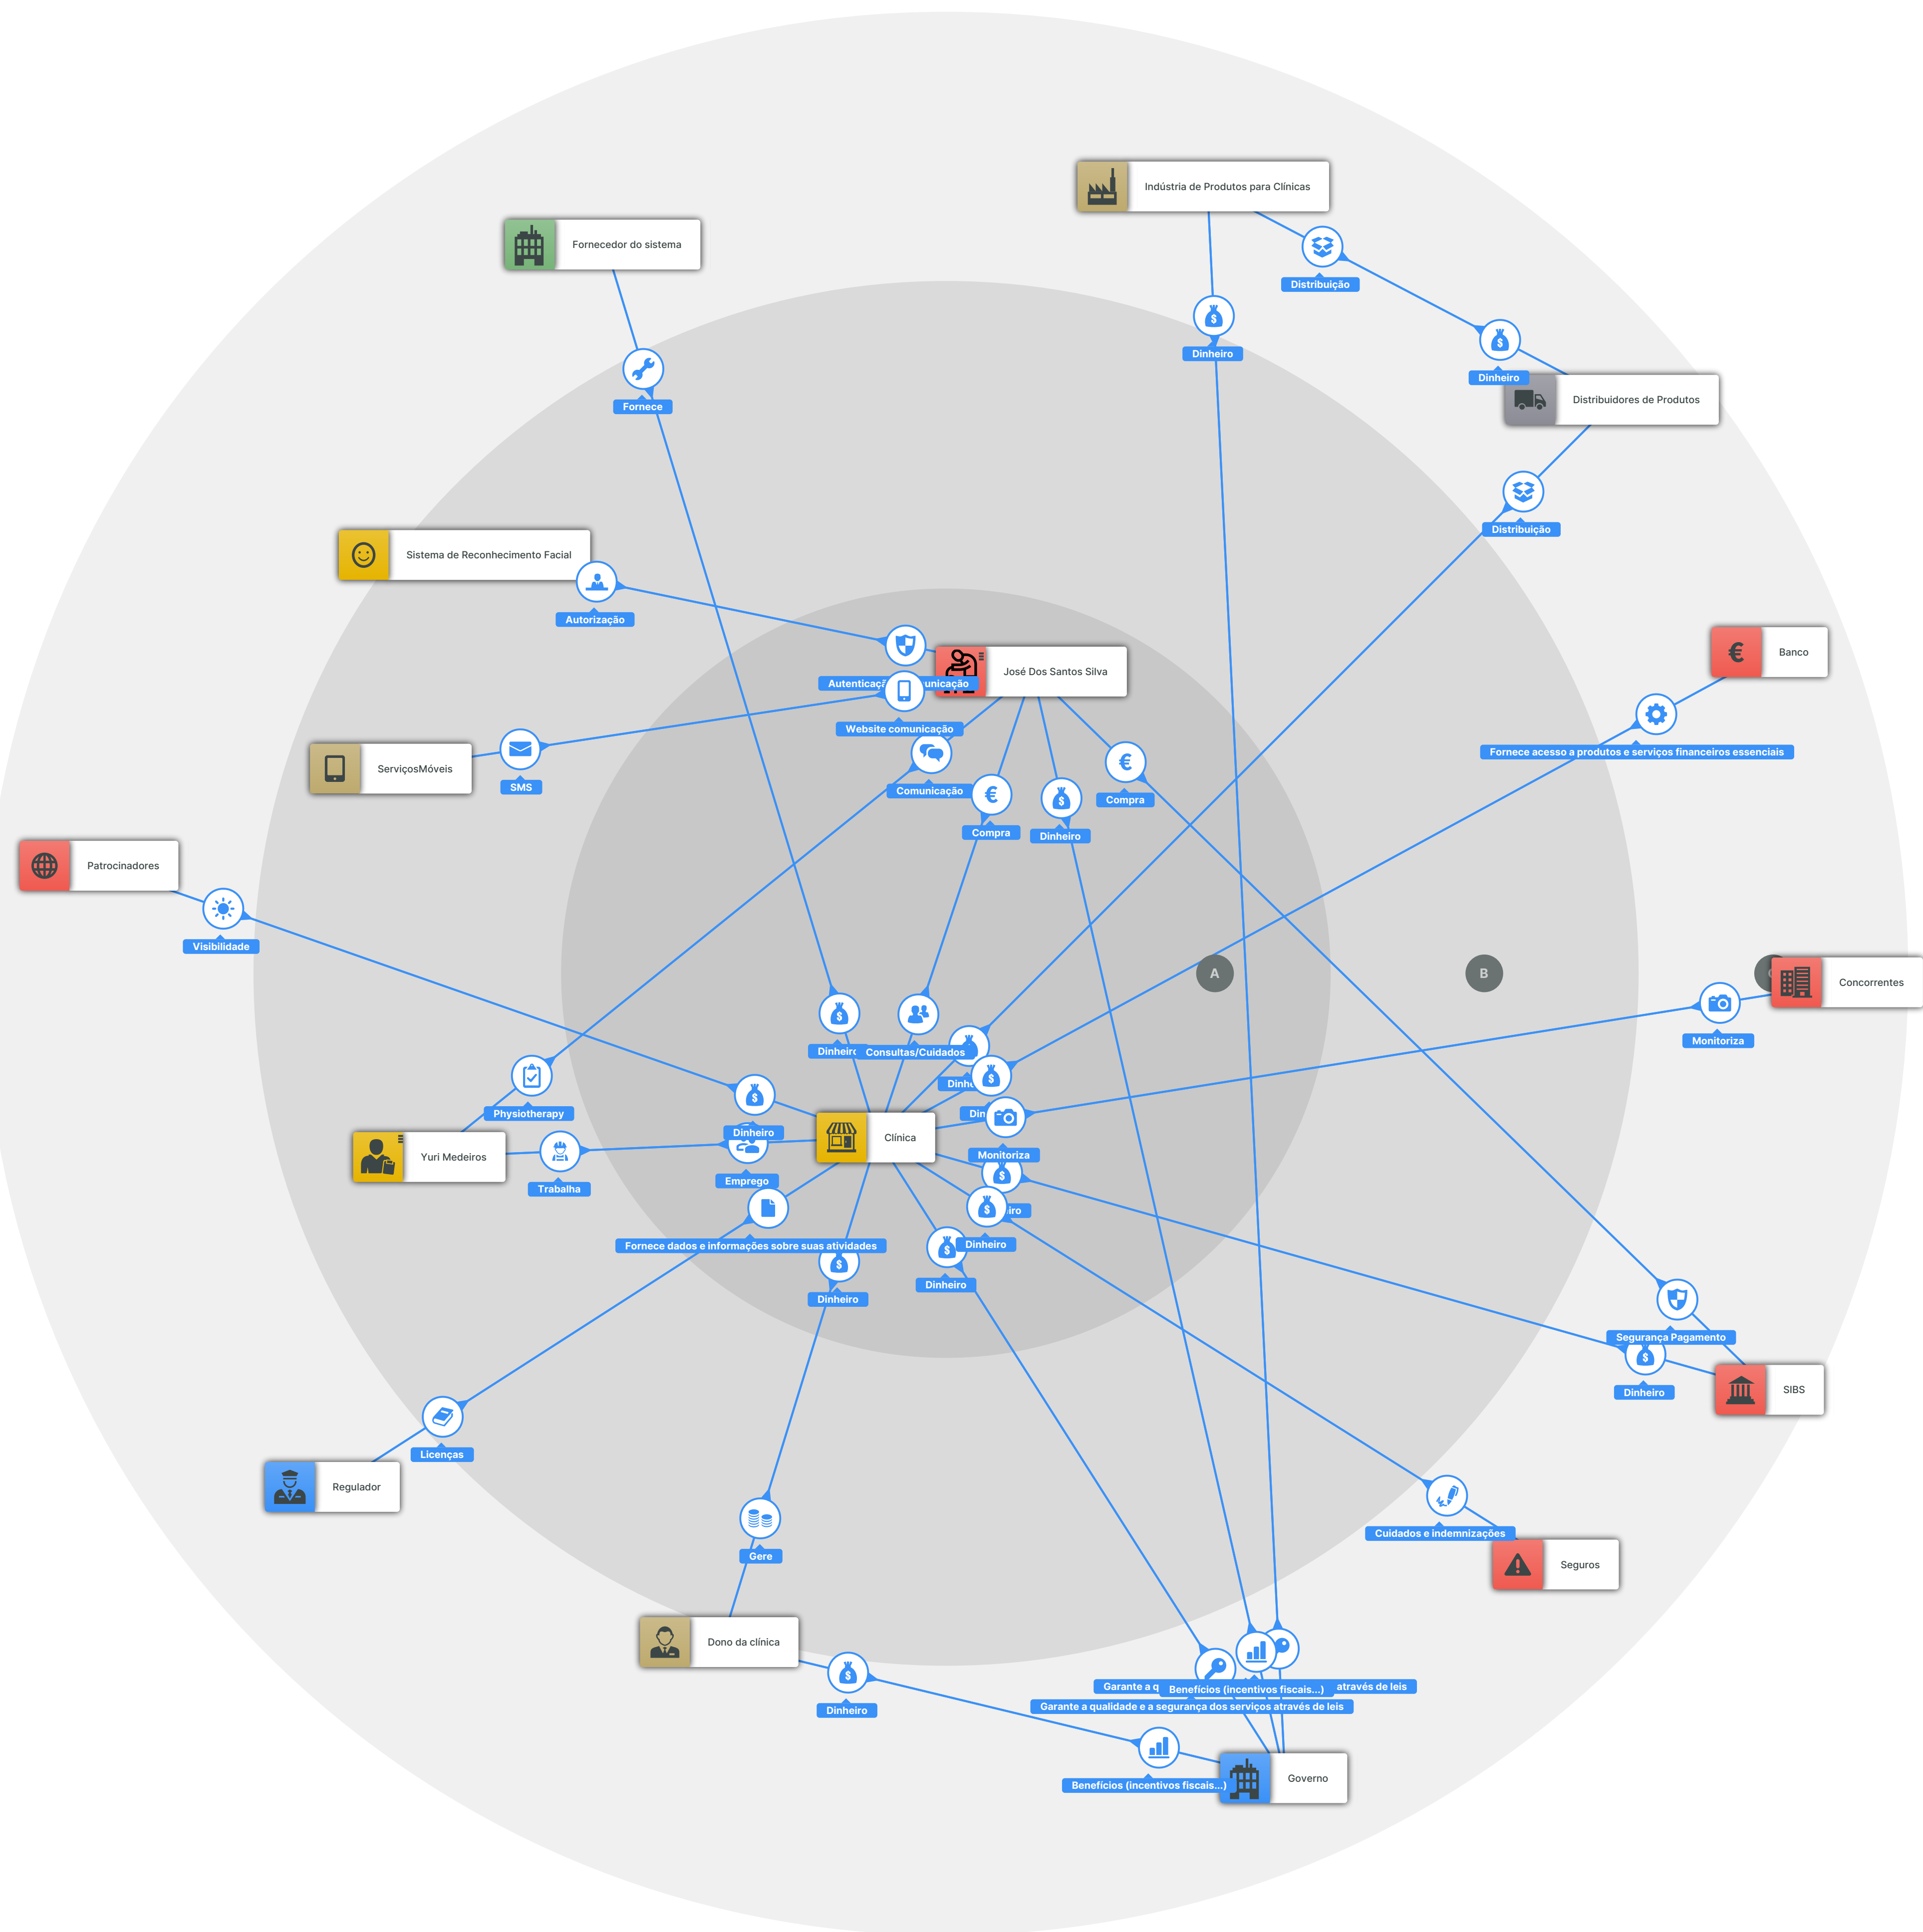 Indústria de Produtos para Clínicas
Fornecedor do sistema
Distribuição
Dinheiro
Dinheiro
Distribuidores de Produtos
Fornece
Distribuição
Sistema de Reconhecimento Facial
Autorização
Banco
José Dos Santos Silva
unicação
Website comunicação
Fornece acesso a produtos e serviços financeiros essenciais
ServiçosMóveis
SMS
Comunicação
Compra
Compra
Dinheiro
Patrocinadores
Visibilidade
A
B
Concorrentes
Monitoriza
Consultas/Cuidados
Physiotherapy
Dinheiro
Clínica
Monitoriza
Yuri Medeiros
Trabalha
Emprego
Fornece dados e informações sobre suas atividades
Dinheiro
Dinheiro
Dinheiro
Segurança Pagamento
Dinheiro
SIBS
Licenças
Regulador
Cuidados e indemnizações
Gere
Seguros
Dono da clínica
Garante a q
Benefícios (incentivos fiscais...)
através de leis
Garante a qualidade e a segurança dos serviços através de leis
Dinheiro
Governo
Benefícios (incentivos fiscais...)